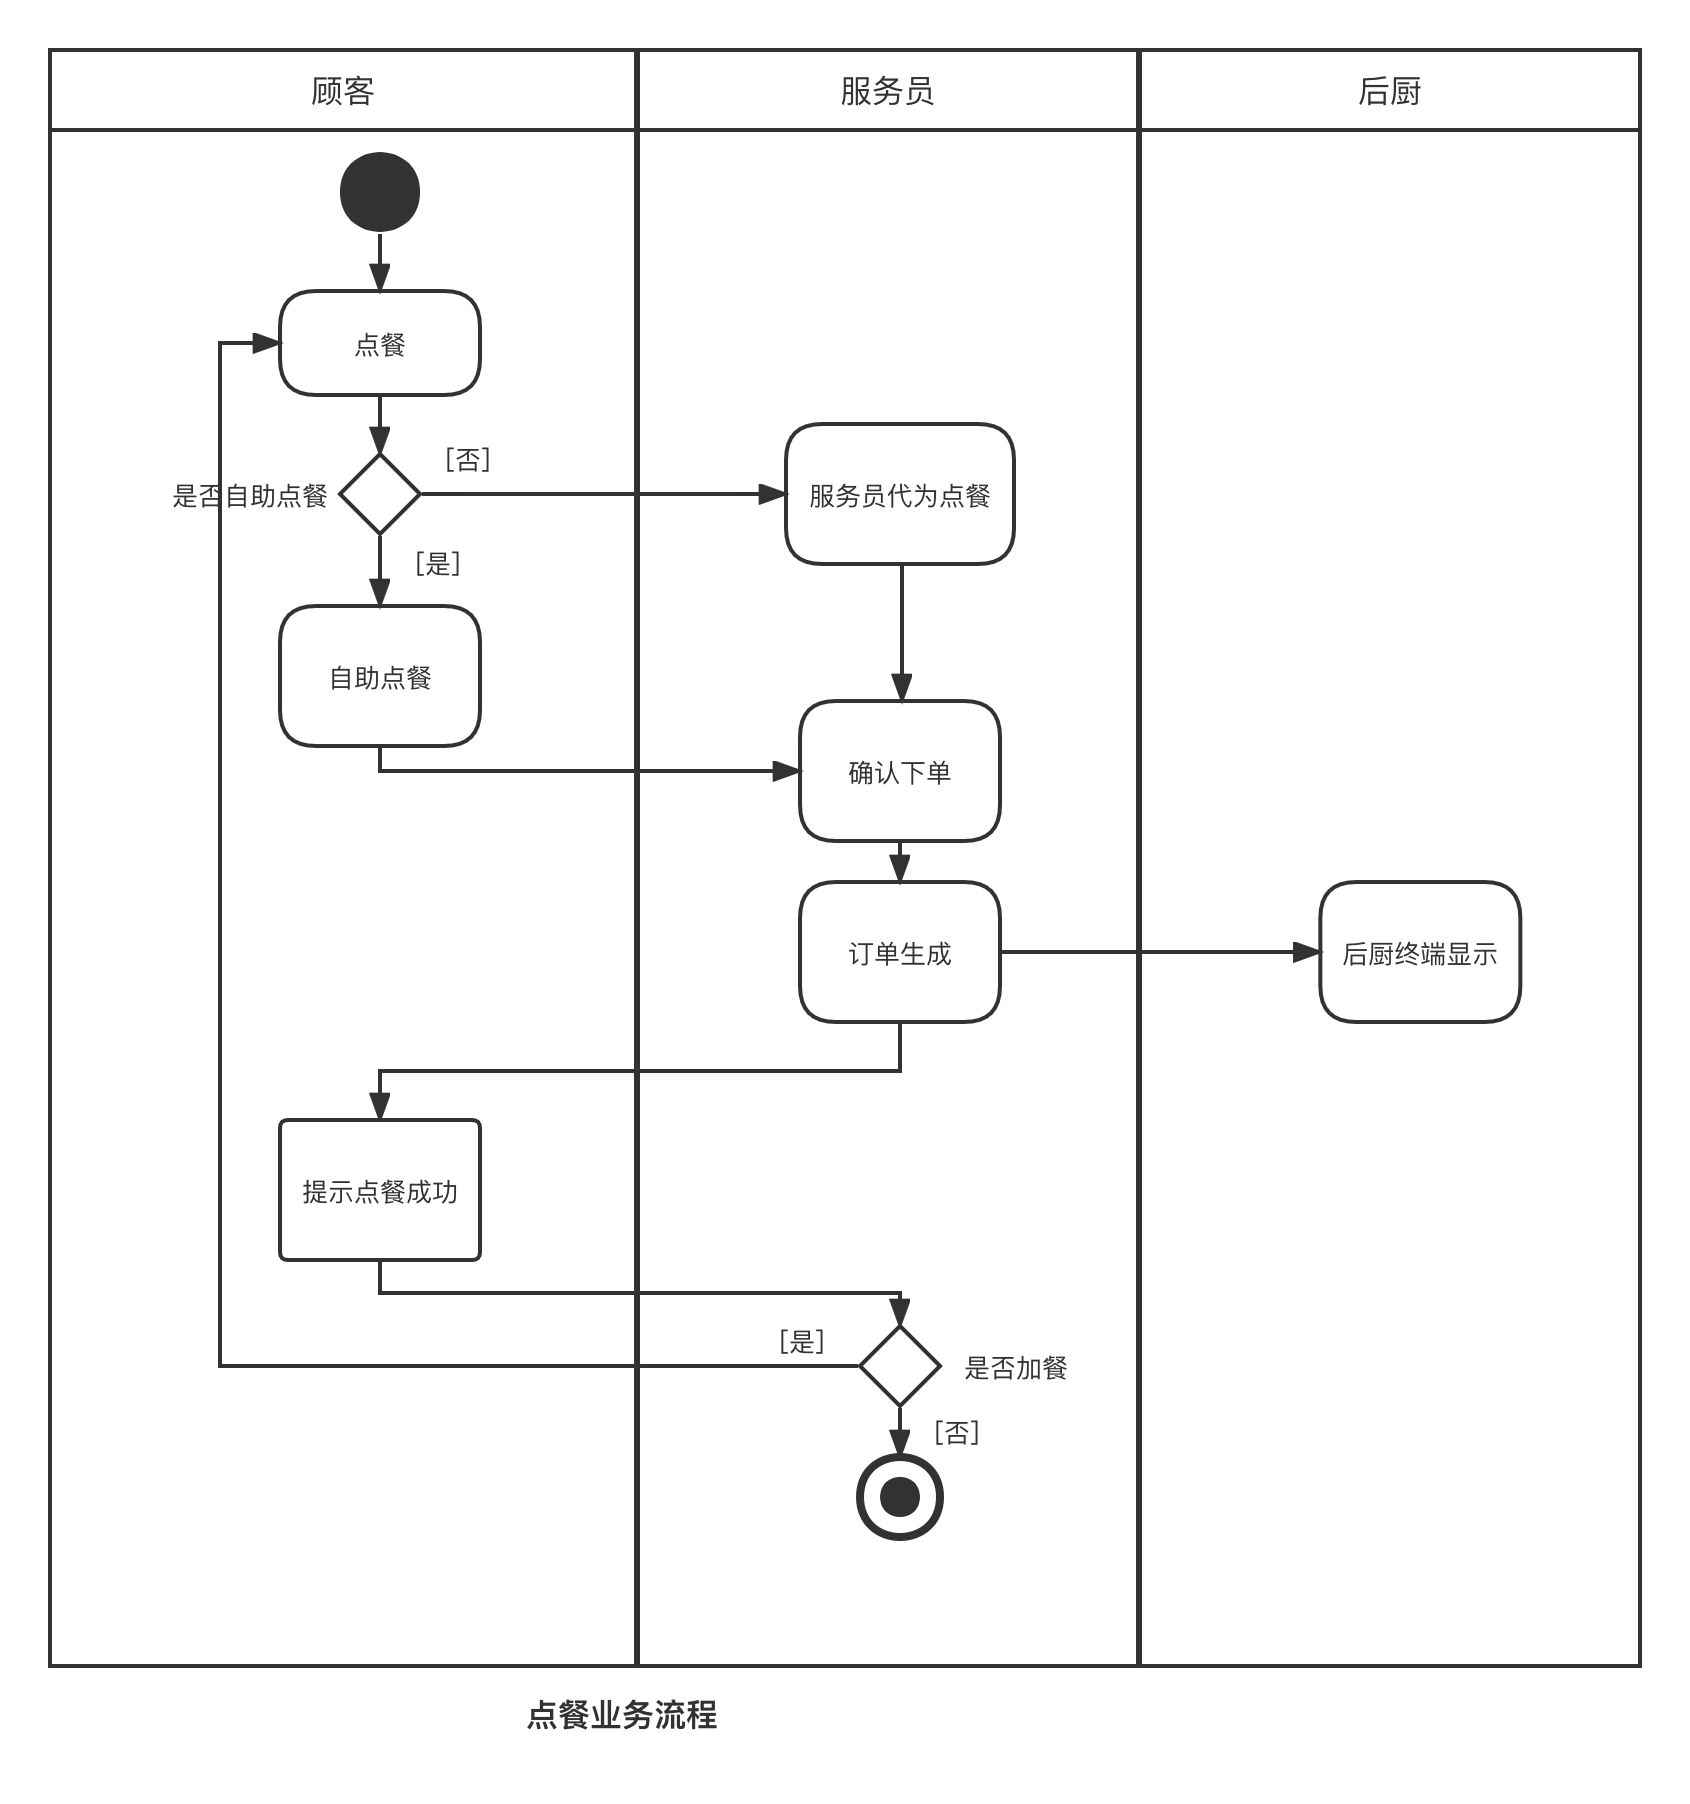 顾客
服务员
后厨
点餐
[否]
是否自助点餐
服务员代为点餐
[是]
自助点餐
确认下单
订单生成
后厨终端显示
提示点餐成功
[是]
是否加餐
[否]
点餐业务流程